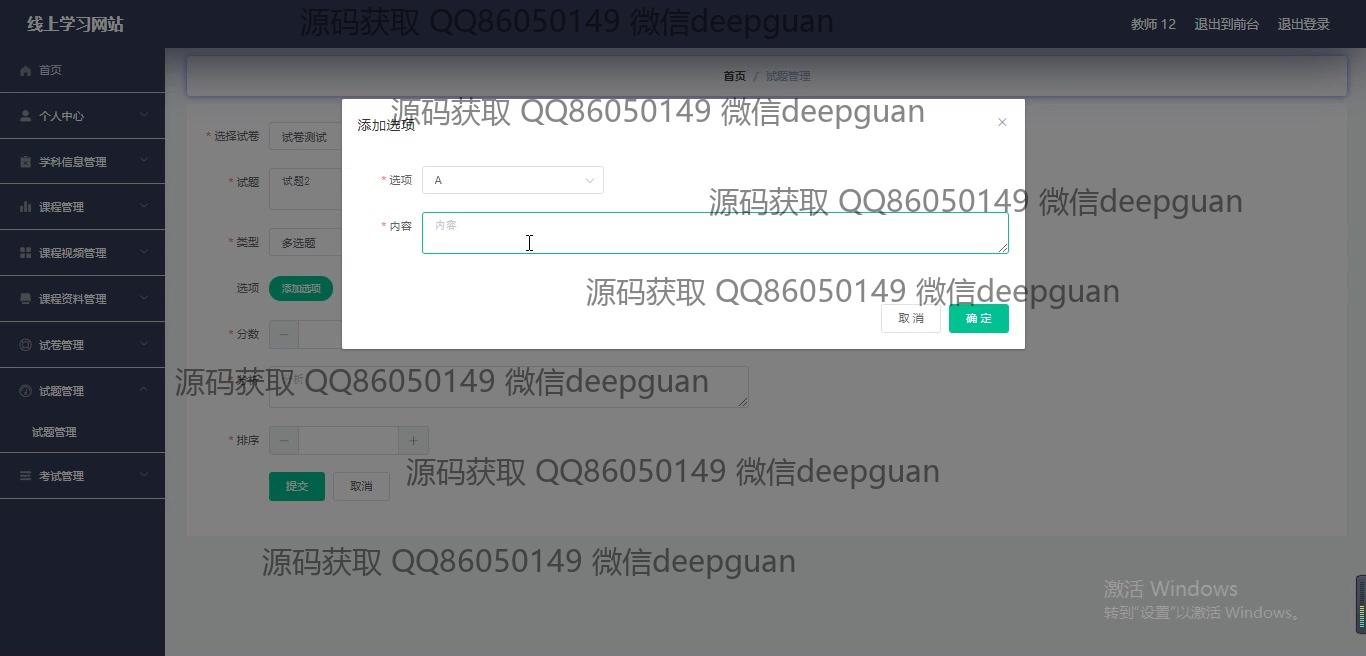 线上学习网站
源码获取 QQ86050149 微信deepguan
教师 12 退出到前台 退出登录
首页
个人中心
学科信息管理
课程管理
课程视频管理
课程资料管理
试卷管理
试题管理
试题管理
考试管理
首页 / 试题管理
源码获取 QQ86050149 微信deepguan
添加选项
* 选择试卷 试卷测试
* 选项 A
* 试题 试题2
源码获取 QQ86050149 微信deepguan
* 内容 内容
* 类型 多选题
选项 添加选项
源码获取 QQ86050149 微信deepguan
取消 确定
* 分数
源码获取 QQ86050149 微信deepguan
* 排序
源码获取 QQ86050149 微信deepguan
提交 取消
源码获取 QQ86050149 微信deepguan
激活 Windows
转到“设置”以激活 Windows。